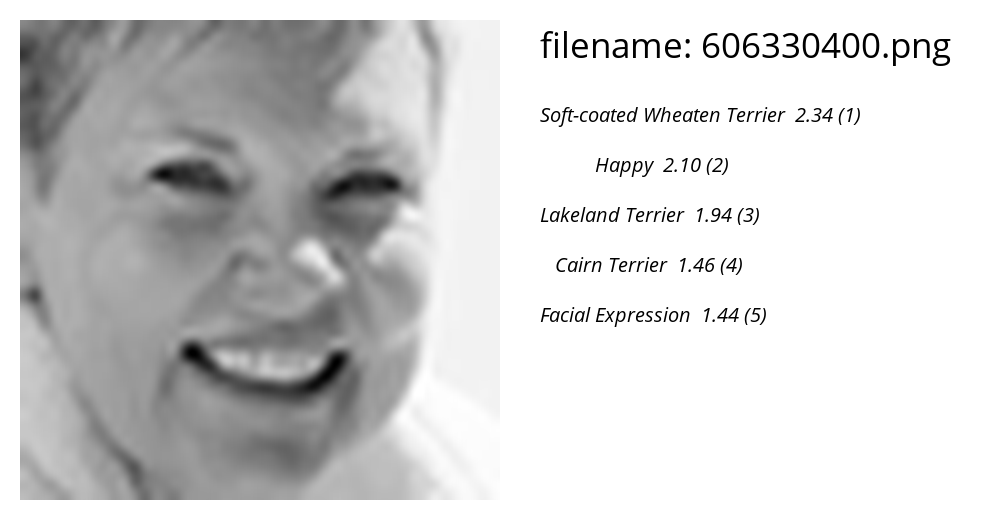 filename: 606330400.png
Soft-coated Wheaten Terrier 2.34 (1)
Happy 2.10 (2)
Lakeland Terrier 1.94 (3)
Cairn Terrier 1.46 (4)
Facial Expression 1.44 (5)